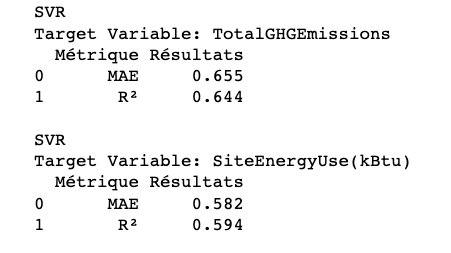 SVR
Target Variable: TotalGHGEmissions
Métrique Résultats
0 MAE 0.655
1 R² 0.644
SVR
Target Variable: SiteEnergyUse(kBtu)
Métrique Résultats
0 MAE 0.582
1 R² 0.594